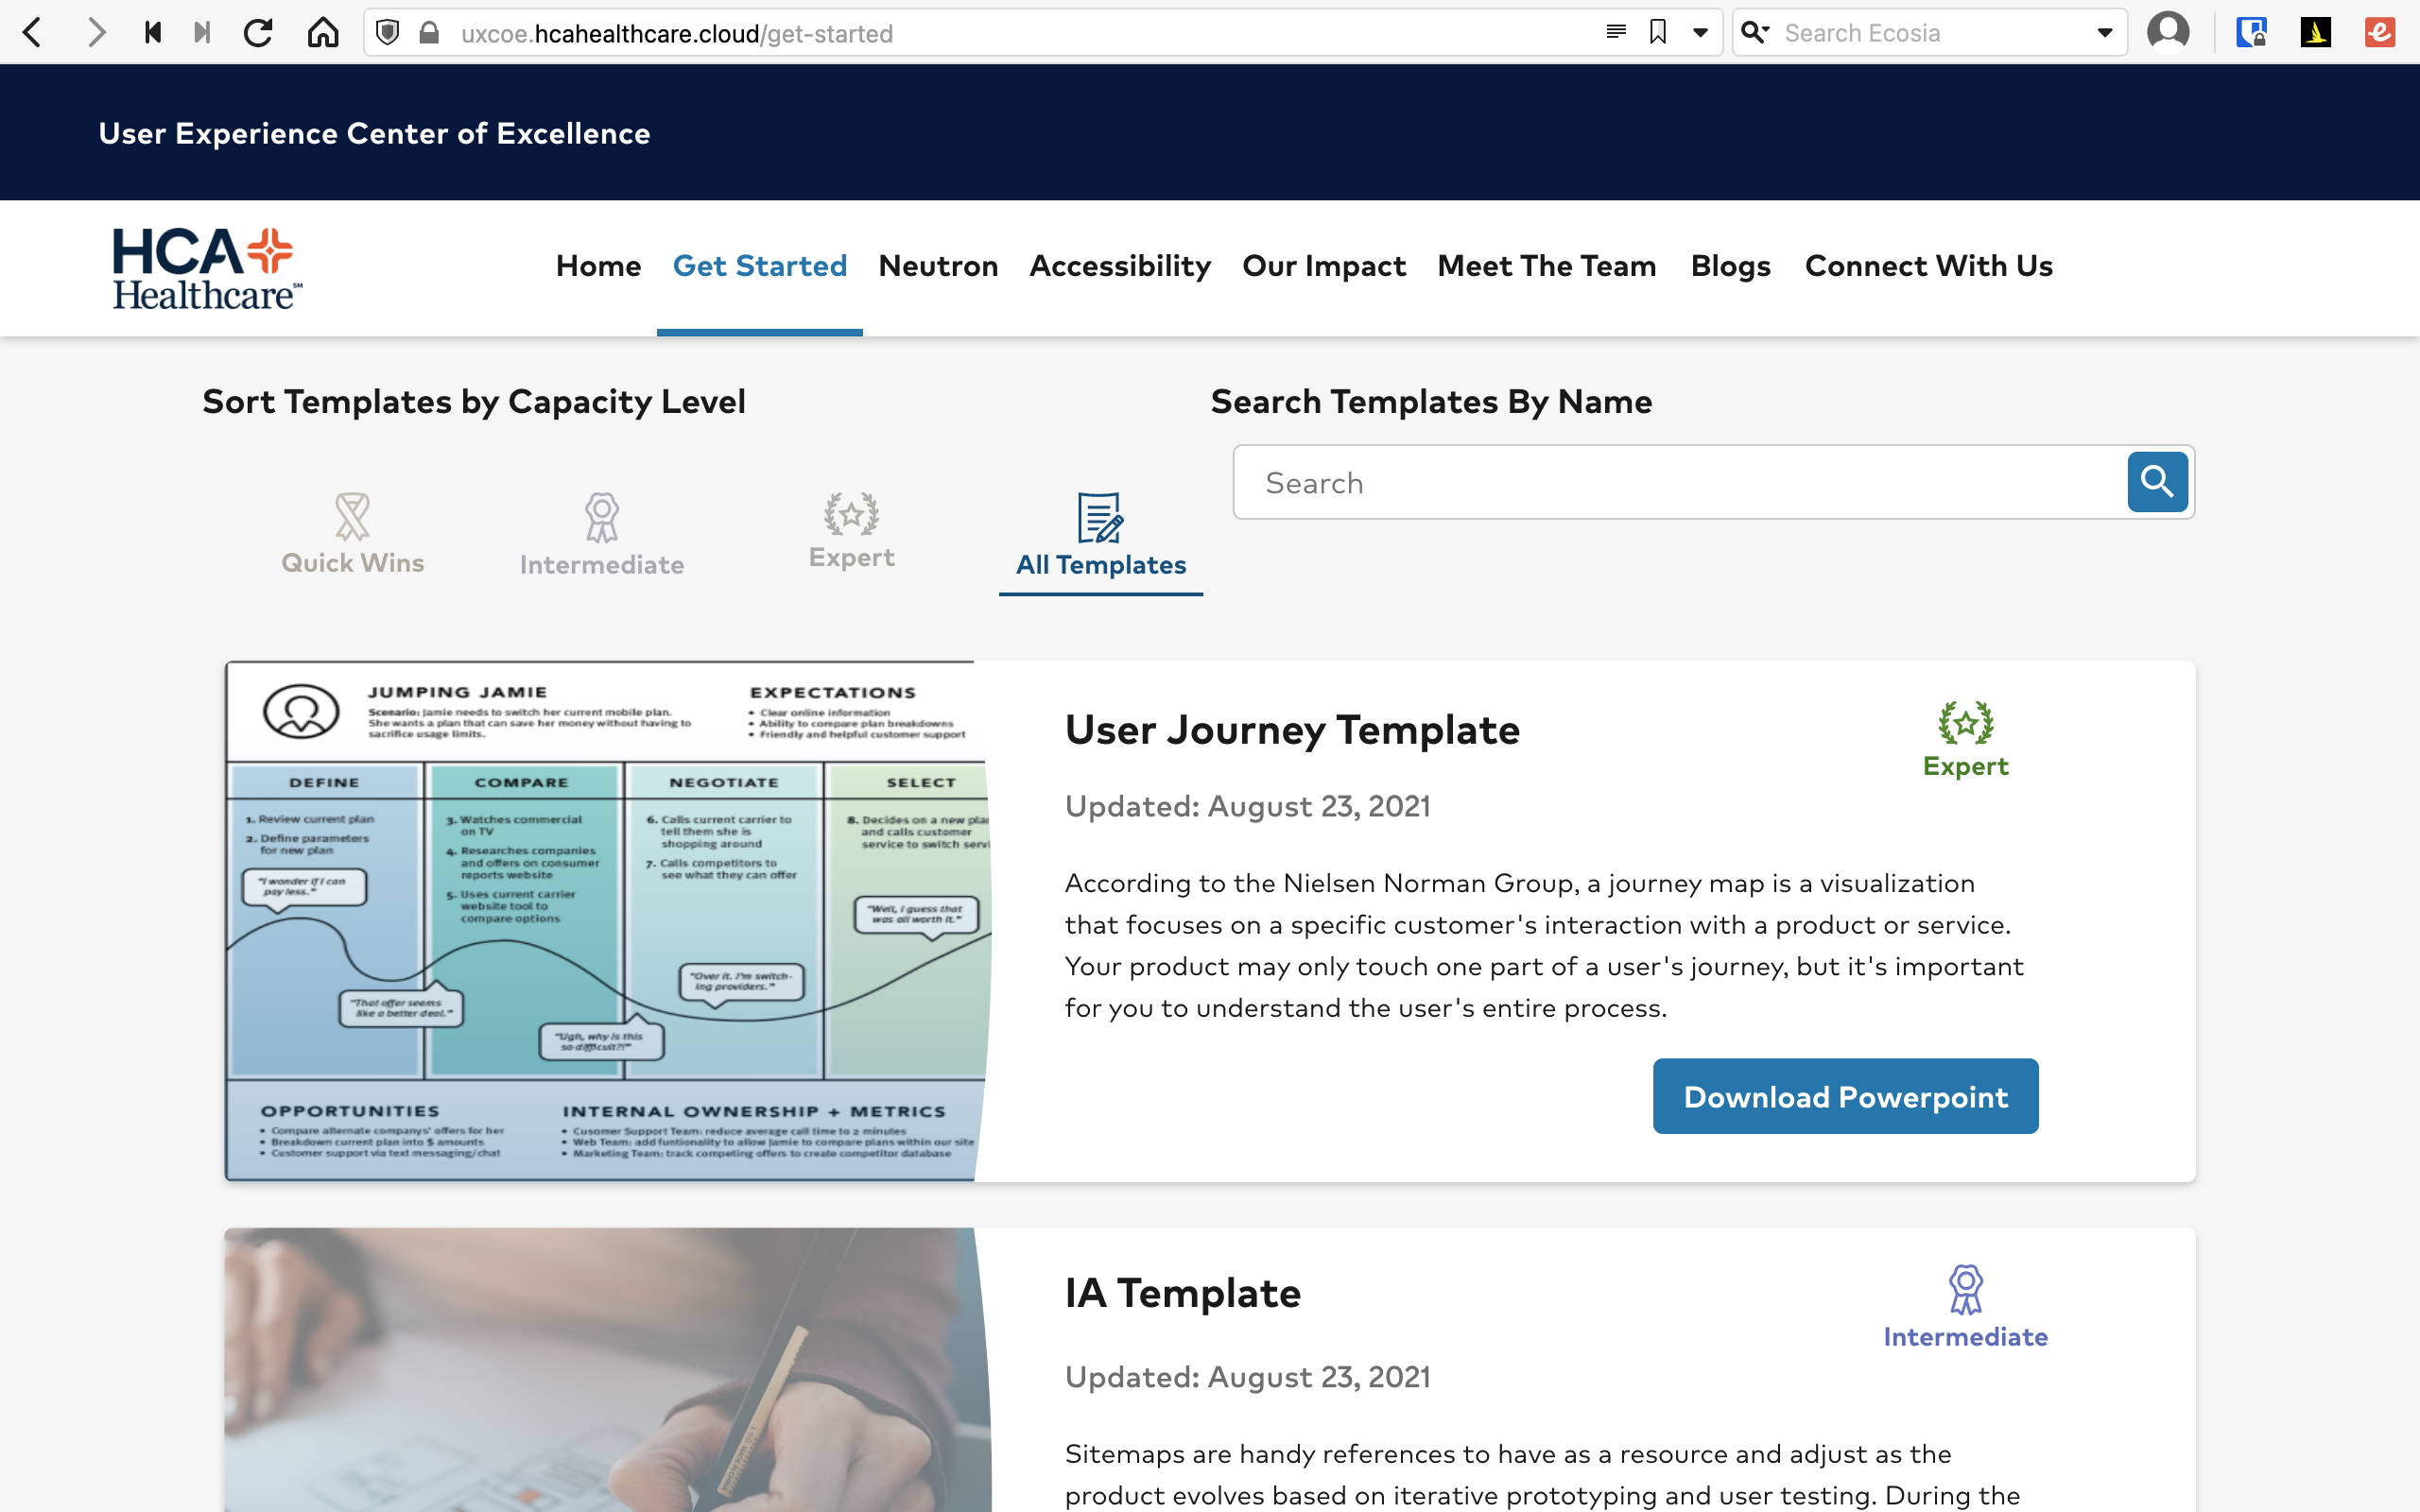 uxcoe.hcahealthcare.cloud/get-started
Search Ecosia
User Experience Center of Excellence
HCA
Healthcare℠
Home Get Started Neutron Accessibility Our Impact Meet The Team Blogs Connect With Us
Sort Templates by Capacity Level
Quick Wins
Intermediate
Expert
All Templates
Search Templates By Name
Search
JUMPING JAMIE
Scenario: Jamie needs to switch her current mobile plan.
She wants a plan that can save her money without having to
sacrifice usage limits.
EXPECTATIONS
• Clear online information
• Ability to compare plan breakdowns
• Friendly and helpful customer support
DEFINE
1. Review current plan
2. Define parameters
for new plan
"I wonder if I can
pay less."
"That offer seems
like a better deal."
COMPARE
3. Watches commercial
on TV
4. Researches companies
and offers on consumer
reports website
5. Uses current carrier
website tool to
compare options
"Ugh, why is this
so difficult?!"
NEGOTIATE
6. Calls current carrier to
tell them she is
shopping around
7. Calls competitors to
see what they can offer
"Over it. I'm switch-
ing providers."
SELECT
8. Decides on a new plan
and calls customer
service to switch servi
"Well, I guess that
was all worth it."
OPPORTUNITIES
• Compare alternate companys' offers for her
• Breakdown current plan into $ amounts
• Customer support via text messaging/chat
INTERNAL OWNERSHIP + METRICS
• Cusomer Support Team: reduce average call time to 2 minutes
• Web Team: add funtionality to allow Jamie to compare plans within our site
• Marketing Team: track competing offers to create competitor database
User Journey Template
Expert
Updated: August 23, 2021
According to the Nielsen Norman Group, a journey map is a visualization
that focuses on a specific customer's interaction with a product or service.
Your product may only touch one part of a user's journey, but it's important
for you to understand the user's entire process.
Download Powerpoint
IA Template
Intermediate
Updated: August 23, 2021
Sitemaps are handy references to have as a resource and adjust as the
product evolves based on iterative prototyping and user testing. During the